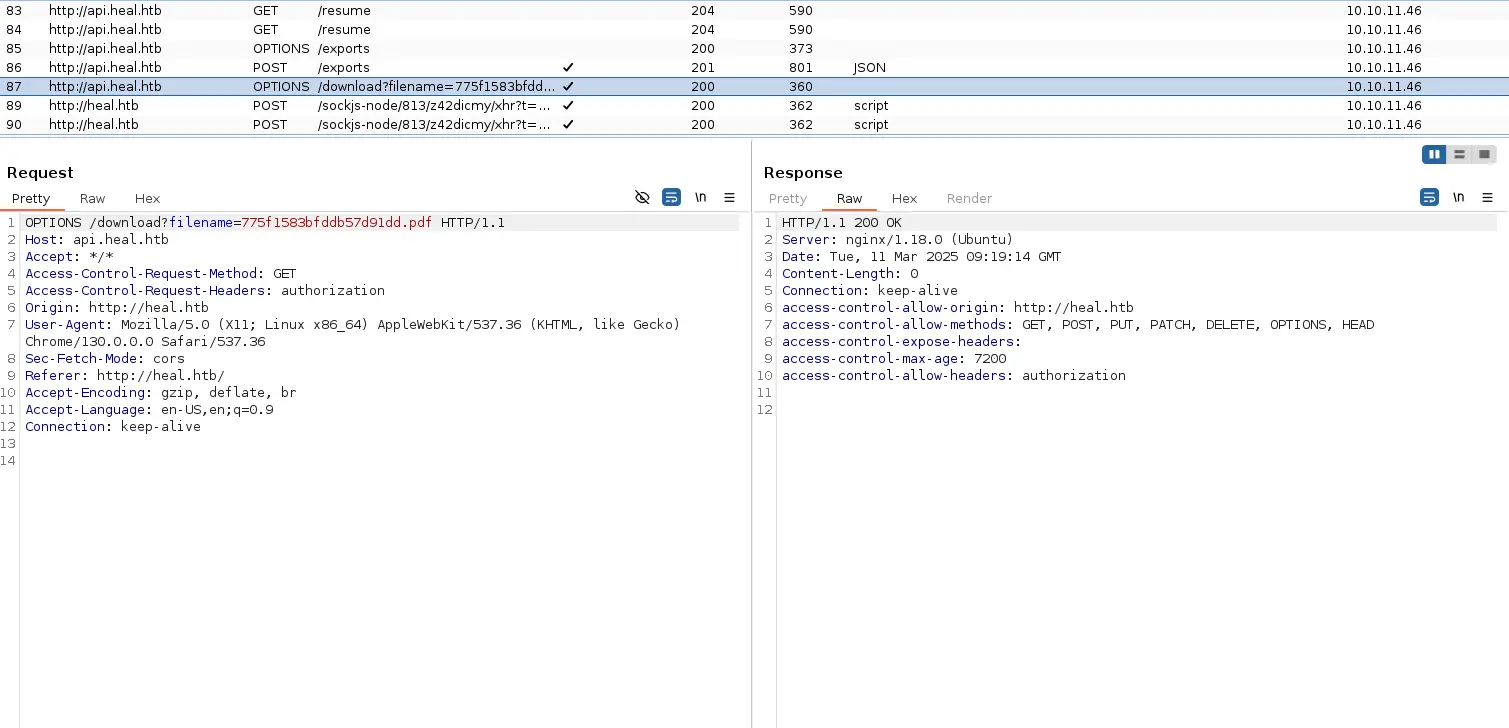 83 http://api.heal.htb GET /resume 204 590 10.10.11.46
84 http://api.heal.htb GET /resume 204 590 10.10.11.46
85 http://api.heal.htb OPTIONS /exports 200 373 10.10.11.46
86 http://api.heal.htb POST /exports ✓ 201 801 JSON 10.10.11.46
87 http://api.heal.htb OPTIONS /download?filename=775f1583bfdd... ✓ 200 360 10.10.11.46
89 http://heal.htb POST /sockjs-node/813/z42dicmy/xhr?t=... ✓ 200 362 script 10.10.11.46
90 http://heal.htb POST /sockjs-node/813/z42dicmy/xhr?t=... ✓ 200 362 script 10.10.11.46
Request
Pretty Raw Hex \n
1 OPTIONS /download?filename=775f1583bfddb57d91dd.pdf HTTP/1.1
2 Host: api.heal.htb
3 Accept: */*
4 Access-Control-Request-Method: GET
5 Access-Control-Request-Headers: authorization
6 Origin: http://heal.htb
7 User-Agent: Mozilla/5.0 (X11; Linux x86_64) AppleWebKit/537.36 (KHTML, like Gecko)
Chrome/130.0.0.0 Safari/537.36
8 Sec-Fetch-Mode: cors
9 Referer: http://heal.htb/
10 Accept-Encoding: gzip, deflate, br
11 Accept-Language: en-US,en;q=0.9
12 Connection: keep-alive
13
14
Response
Pretty Raw Hex Render \n
1 HTTP/1.1 200 OK
2 Server: nginx/1.18.0 (Ubuntu)
3 Date: Tue, 11 Mar 2025 09:19:14 GMT
4 Content-Length: 0
5 Connection: keep-alive
6 access-control-allow-origin: http://heal.htb
7 access-control-allow-methods: GET, POST, PUT, PATCH, DELETE, OPTIONS, HEAD
8 access-control-expose-headers:
9 access-control-max-age: 7200
10 access-control-allow-headers: authorization
11
12